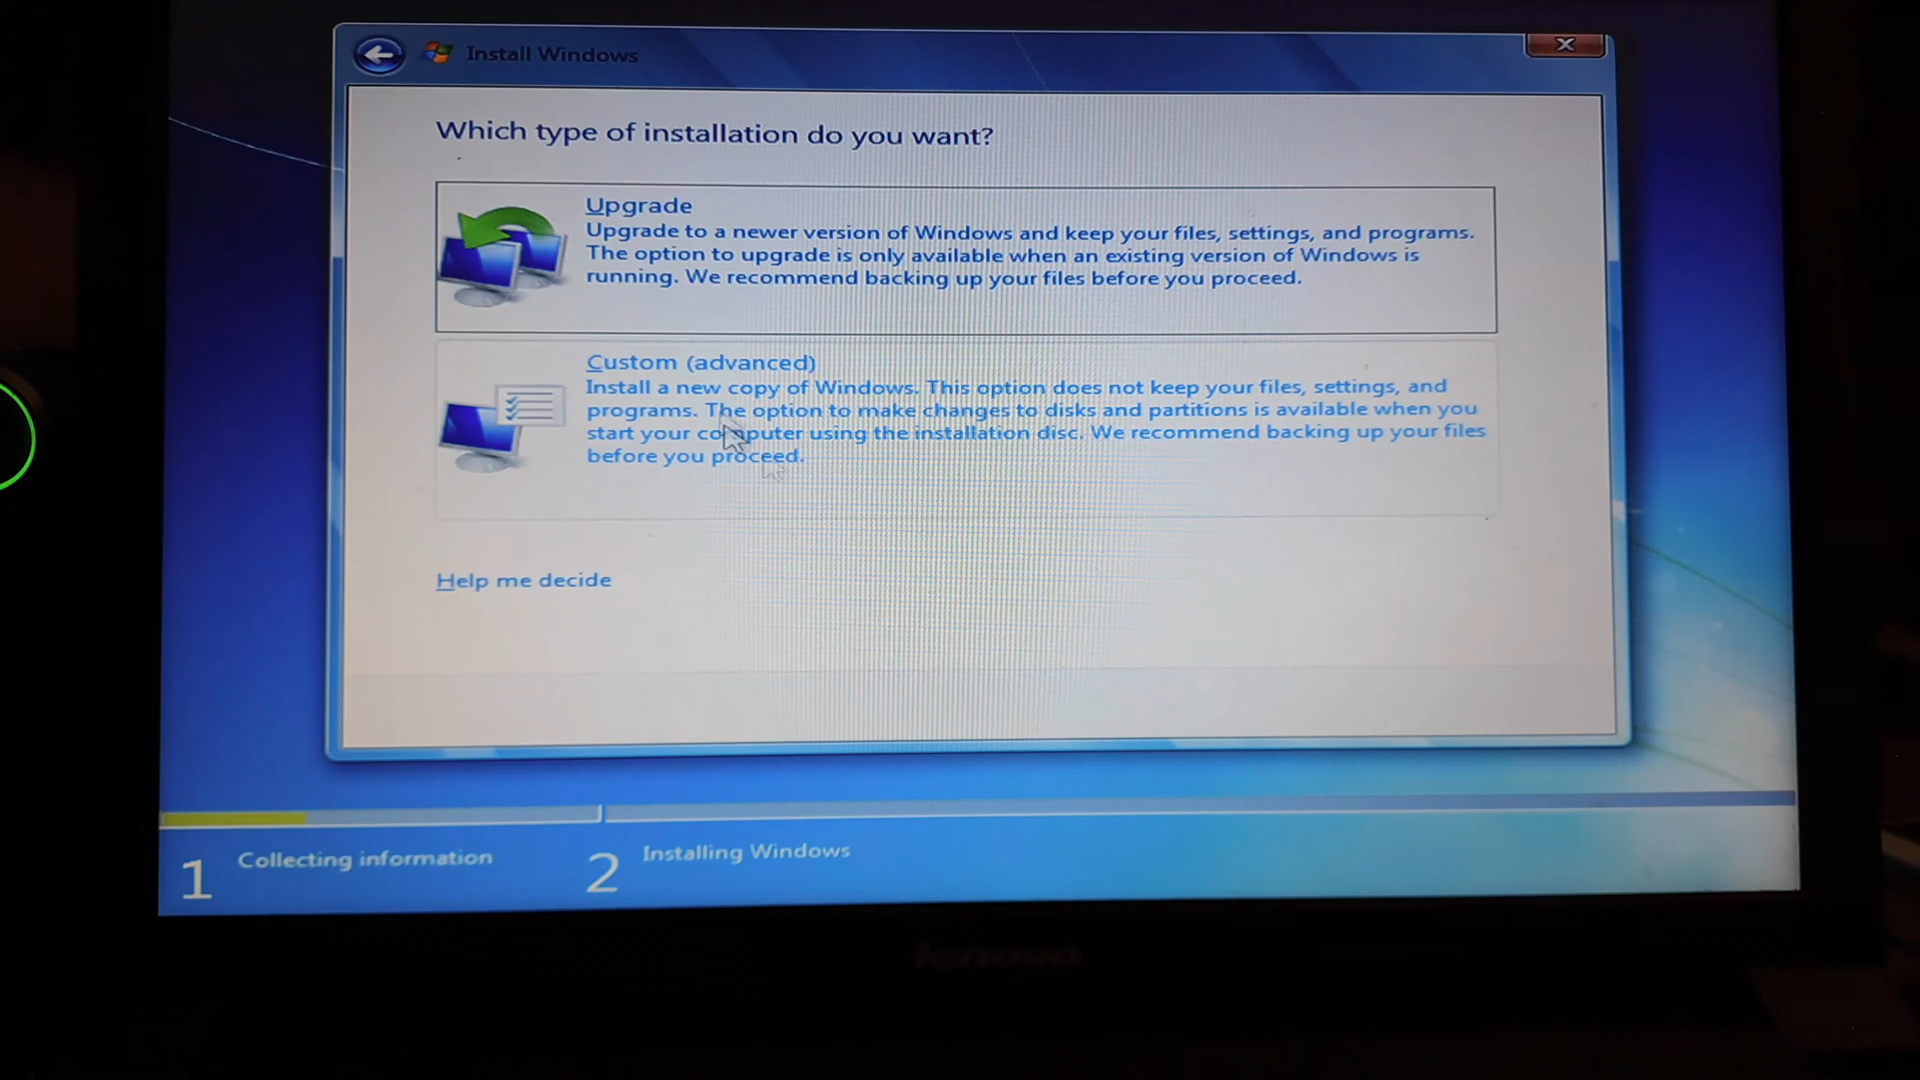 Install Windows
Which type of installation do you want?
Upgrade
Upgrade to a newer version of Windows and keep your files, settings, and programs.
The option to upgrade is only available when an existing version of Windows is
running. We recommend backing up your files before you proceed.
Custom (advanced)
Install a new copy of Windows. This option does not keep your files, settings, and
programs. The option to make changes to disks and partitions is available when you
start your computer using the installation disc. We recommend backing up your files
before you proceed.
Help me decide
1 Collecting information
2 Installing Windows
lenovo